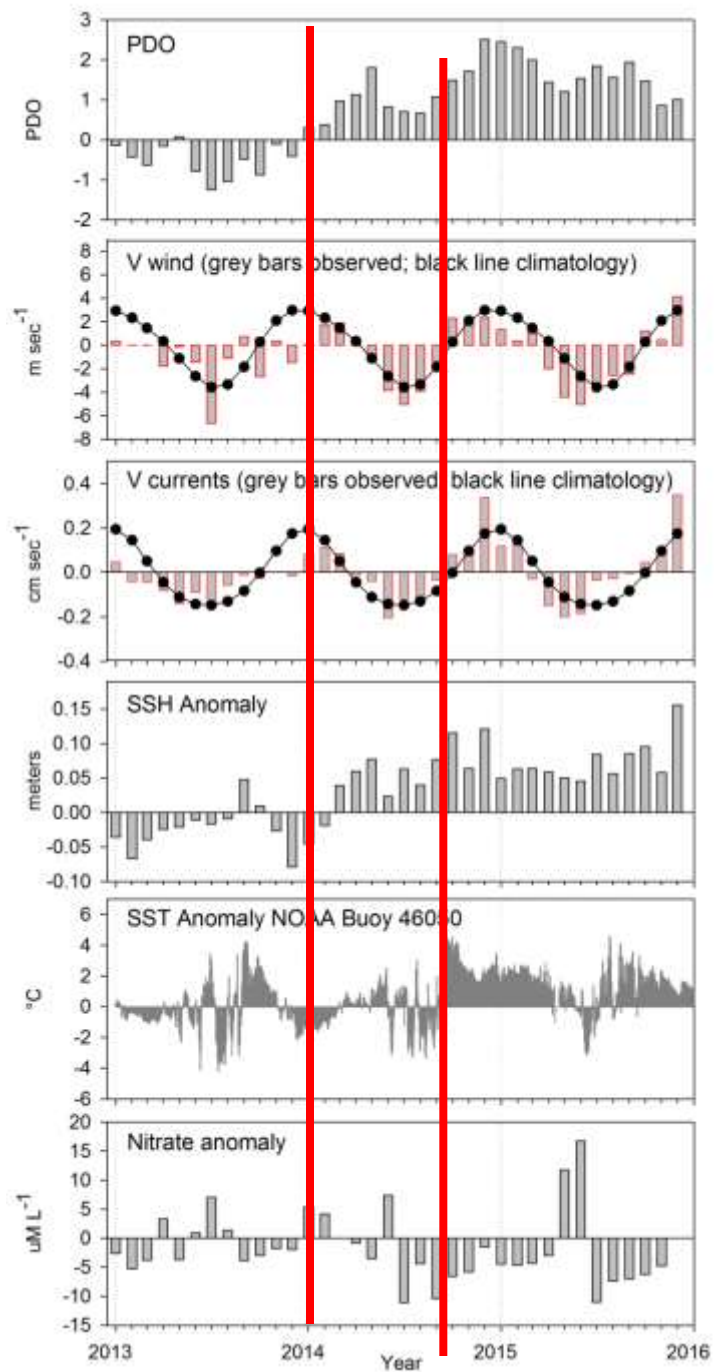 PDO
3
2
1
0
-1
-2
PDO
V wind (grey bars observed; black line climatology)
8
6
4
2
0
-2
-4
-6
-8
m sec-1
V currents (grey bars observed; black line climatology)
0.4
0.2
0.0
-0.2
-0.4
cm sec-1
SSH Anomaly
0.15
0.10
0.05
0.00
-0.05
-0.10
meters
SST Anomaly NOAA Buoy 46050
6
4
2
0
-2
-4
-6
°C
Nitrate anomaly
20
15
10
5
0
-5
-10
-15
uM L-1
2013 2014 2015 2016
Year